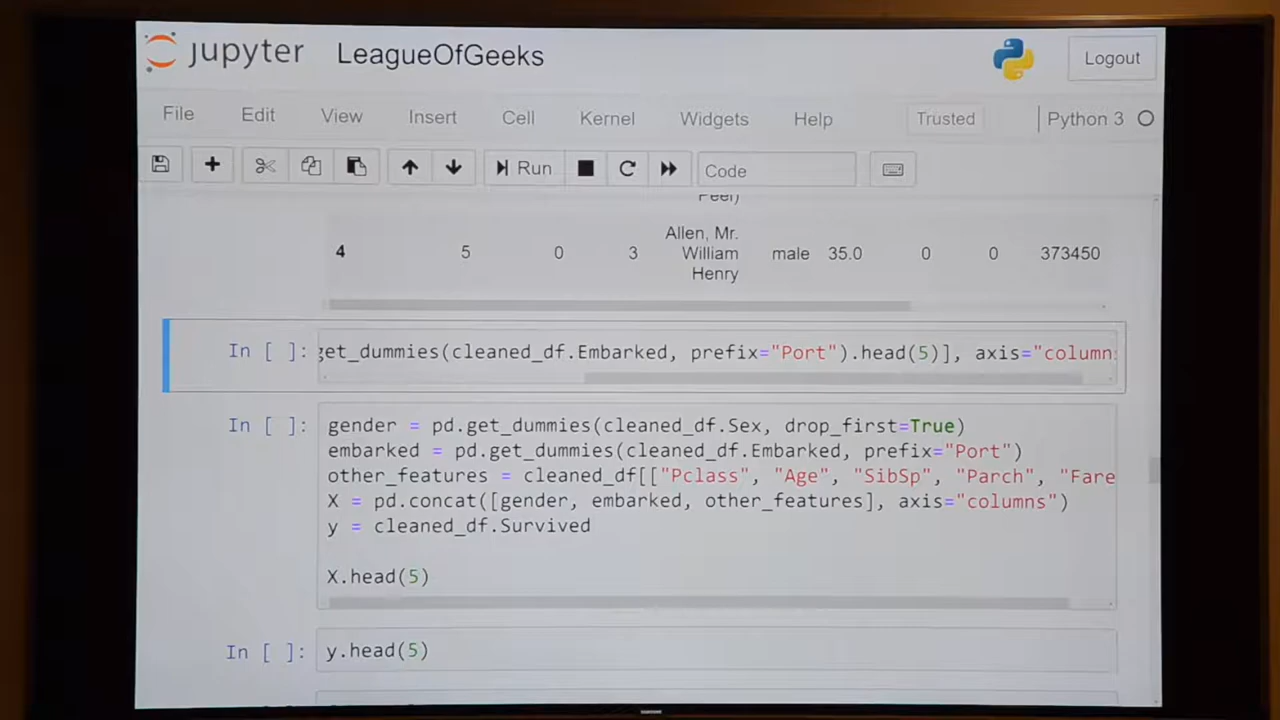 jupyter LeagueOfGeeks Logout
File Edit View Insert Cell Kernel Widgets Help Trusted Python 3
Run Code
Peel)
4 5 0 3 Allen, Mr. William Henry male 35.0 0 0 373450
In [ ]: get_dummies(cleaned_df.Embarked, prefix="Port").head(5)], axis="column
In [ ]: gender = pd.get_dummies(cleaned_df.Sex, drop_first=True)
embarked = pd.get_dummies(cleaned_df.Embarked, prefix="Port")
other_features = cleaned_df[["Pclass", "Age", "SibSp", "Parch", "Fare
X = pd.concat([gender, embarked, other_features], axis="columns")
y = cleaned_df.Survived
X.head(5)
In [ ]: y.head(5)